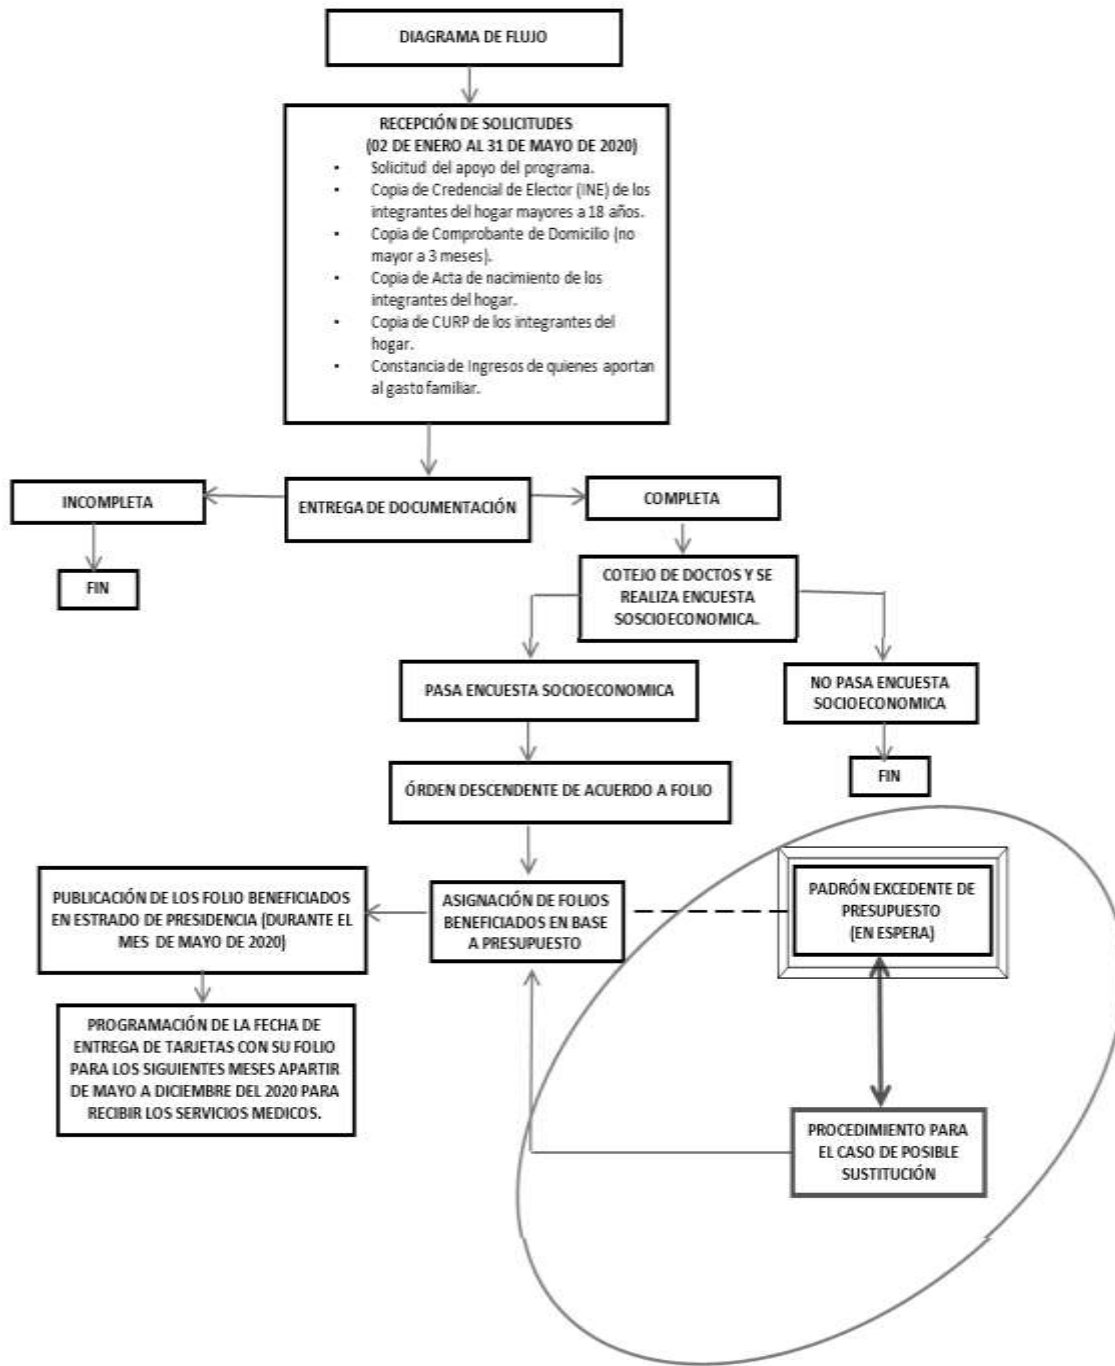 DIAGRAMA DE FLUJO
RECEPCIÓN DE SOLICITUDES
(02 DE ENERO AL 31 DE MAYO DE 2020)
▪ Solicitud del apoyo del programa.
▪ Copia de Credencial de Elector (INE) de los
integrantes del hogar mayores a 18 años.
▪ Copia de Comprobante de Domicilio (no
mayor a 3 meses).
▪ Copia de Acta de nacimiento de los
integrantes del hogar.
▪ Copia de CURP de los integrantes del
hogar.
▪ Constancia de Ingresos de quienes aportan
al gasto familiar.
INCOMPLETA
ENTREGA DE DOCUMENTACIÓN
COMPLETA
FIN
COTEJO DE DOCTOS Y SE
REALIZA ENCUESTA
SOSCIOECONOMICA.
PASA ENCUESTA SOCIOECONOMICA
NO PASA ENCUESTA
SOCIOECONOMICA
FIN
ÓRDEN DESCENDENTE DE ACUERDO A FOLIO
PUBLICACIÓN DE LOS FOLIO BENEFICIADOS
EN ESTRADO DE PRESIDENCIA (DURANTE EL
MES DE MAYO DE 2020)
ASIGNACIÓN DE FOLIOS
BENEFICIADOS EN BASE
A PRESUPUESTO
PADRÓN EXCEDENTE DE
PRESUPUESTO
(EN ESPERA)
PROGRAMACIÓN DE LA FECHA DE
ENTREGA DE TARJETAS CON SU FOLIO
PARA LOS SIGUIENTES MESES APARTIR
DE MAYO A DICIEMBRE DEL 2020 PARA
RECIBIR LOS SERVICIOS MEDICOS.
PROCEDIMIENTO PARA
EL CASO DE POSIBLE
SUSTITUCIÓN